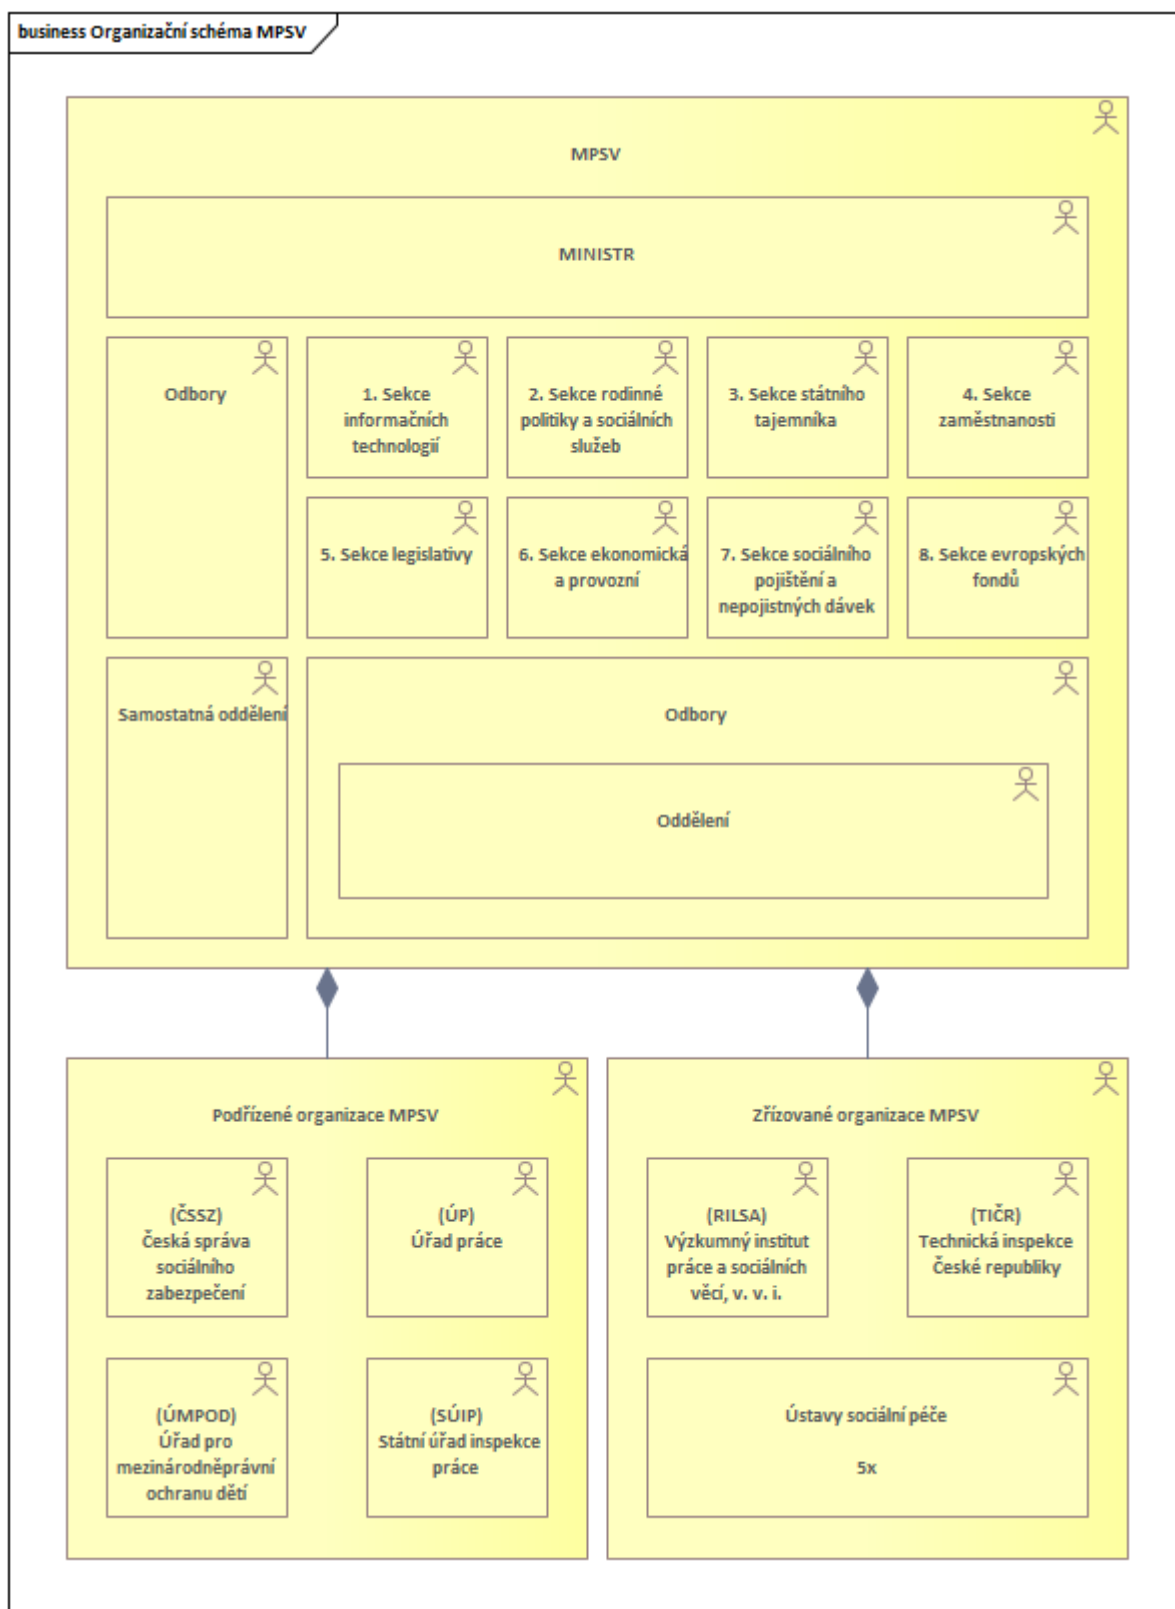 business Organizační schéma MPSV
MPSV
MINISTR
Odbory
1. Sekce
informačních
technologií
2. Sekce rodinné
politiky a sociálních
služeb
3. Sekce státního
tajemníka
4. Sekce
zaměstnanosti
5. Sekce legislativy
6. Sekce ekonomická
a provozní
7. Sekce sociálního
pojištění a
nepojistných dávek
8. Sekce evropských
fondů
Samostatná oddělení
Odbory
Oddělení
Podřízené organizace MPSV
(ČSSZ)
Česká správa
sociálního
zabezpečení
(ÚP)
Úřad práce
(ÚMPOD)
Úřad pro
mezinárodněprávní
ochranu dětí
(SÚIP)
Státní úřad inspekce
práce
Zřizované organizace MPSV
(RILSA)
Výzkumný institut
práce a sociálních
věcí, v. v. i.
(TIČR)
Technická inspekce
České republiky
Ústavy sociální péče
5x